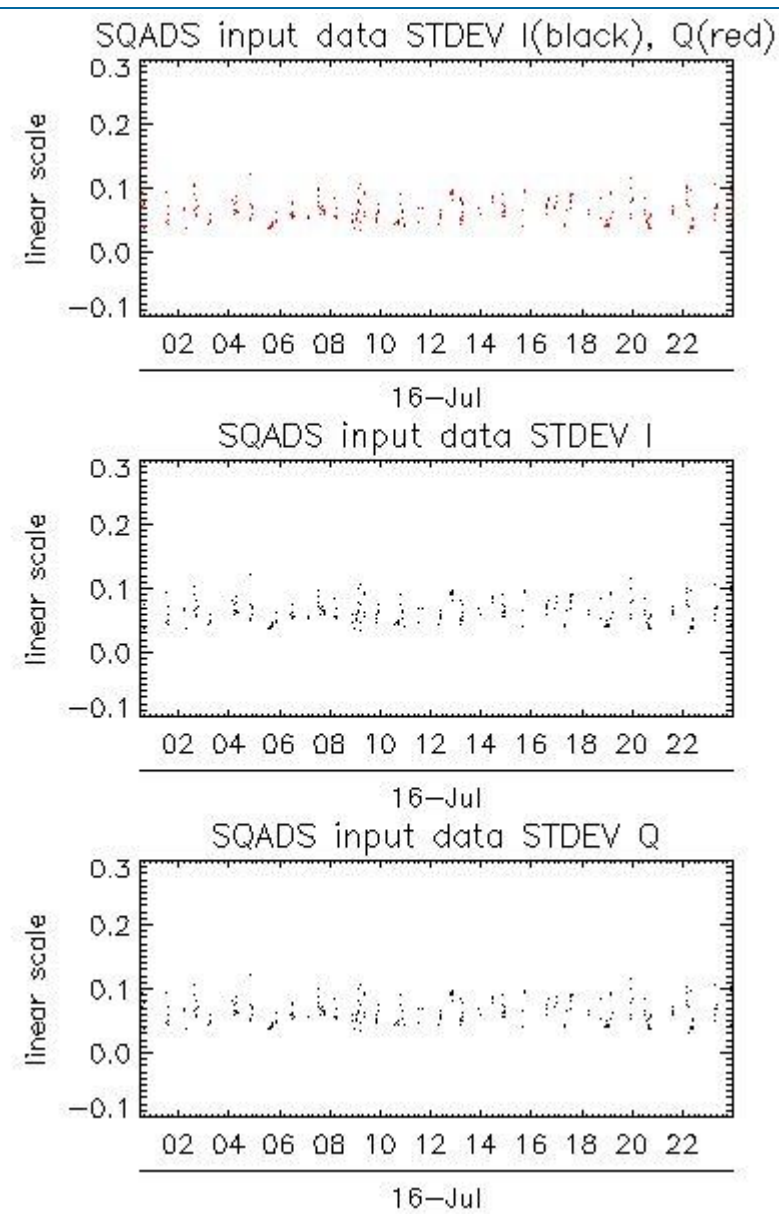 SQADS input data STDEV I(black), Q(red)
0.3
0.2
0.1
0.0
−0.1
linear scale
02 04 06 08 10 12 14 16 18 20 22
16−Jul
SQADS input data STDEV I
0.3
0.2
0.1
0.0
−0.1
linear scale
02 04 06 08 10 12 14 16 18 20 22
16−Jul
SQADS input data STDEV Q
0.3
0.2
0.1
0.0
−0.1
linear scale
02 04 06 08 10 12 14 16 18 20 22
16−Jul